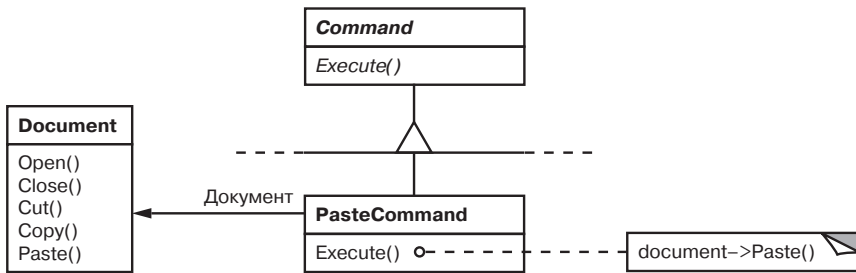 Command
Execute()
Document
Open()
Close()
Cut()
Copy()
Paste()
Документ
PasteCommand
Execute()
document–>Paste()